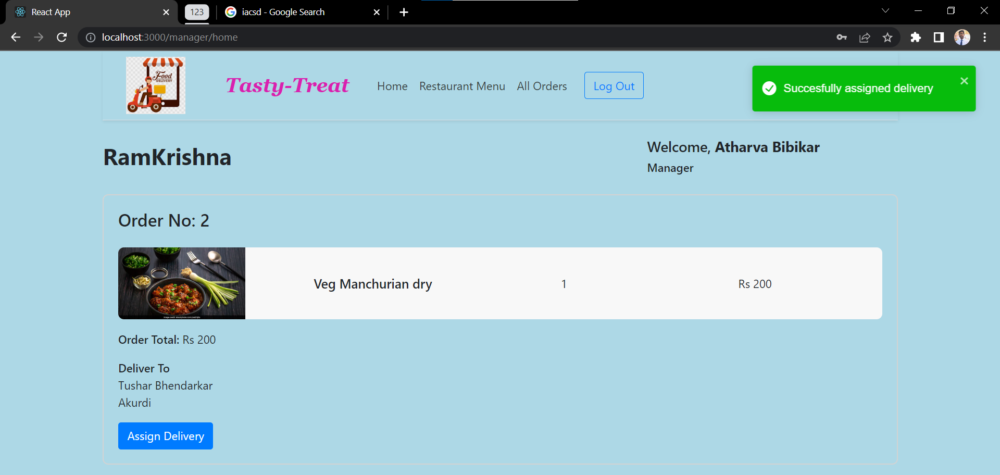 React App
123
iacsd - Google Search
localhost:3000/manager/home
Food
DELIVERY
Tasty-Treat
Home
Restaurant Menu
All Orders
Log Out
Succesfully assigned delivery
RamKrishna
Welcome, Atharva Bibikar
Manager
Order No: 2
Veg Manchurian dry
1
Rs 200
Order Total: Rs 200
Deliver To
Tushar Bhendarkar
Akurdi
Assign Delivery